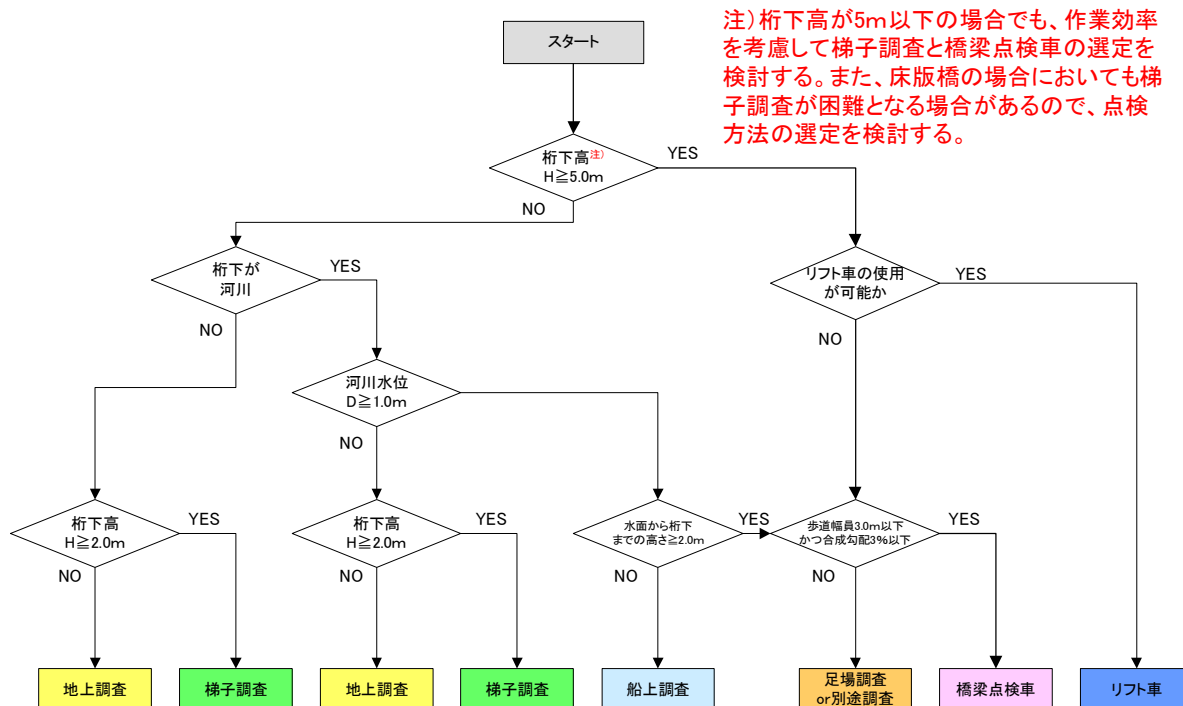 注）桁下高が5m以下の場合でも、作業効率
を考慮して梯子調査と橋梁点検車の選定を
検討する。また、床版橋の場合においても梯
子調査が困難となる場合があるので、点検
方法の選定を検討する。
スタート
桁下高注）
H≧5.0m
YES
NO
桁下が
河川
YES
NO
リフト車の使用
が可能か
YES
NO
河川水位
D≧1.0m
NO
桁下高
H≧2.0m
YES
NO
桁下高
H≧2.0m
YES
NO
水面から桁下
までの高さ≧2.0m
YES
NO
歩道幅員3.0m以下
かつ合成勾配3%以下
YES
NO
地上調査
梯子調査
地上調査
梯子調査
船上調査
足場調査
or別途調査
橋梁点検車
リフト車